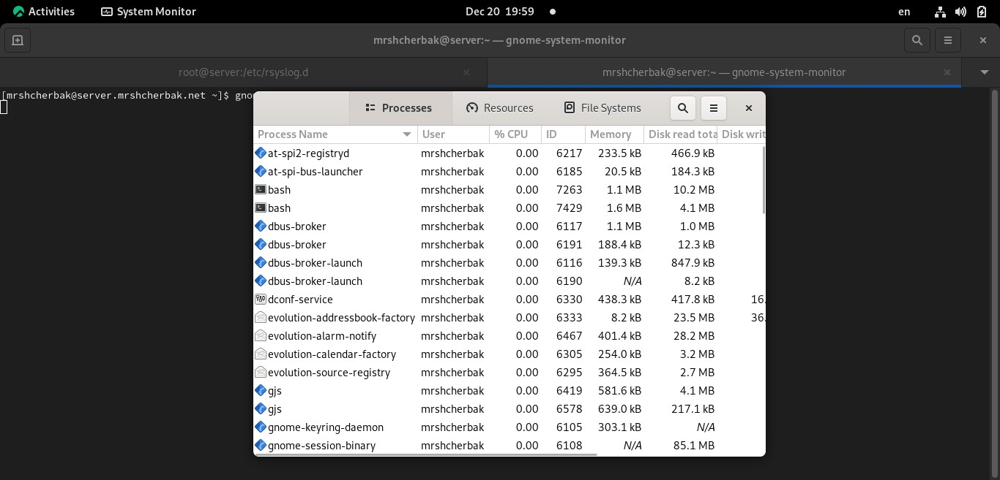 Activities System Monitor Dec 20 19:59 en
mrshcherbak@server:~ — gnome-system-monitor
root@server:/etc/rsyslog.d mrshcherbak@server:~ — gnome-system-monitor
[mrshcherbak@server.mrshcherbak.net ~]$ gno
Processes Resources File Systems
Process Name User % CPU ID Memory Disk read tota Disk writ
at-spi2-registryd mrshcherbak 0.00 6217 233.5 kB 466.9 kB
at-spi-bus-launcher mrshcherbak 0.00 6185 20.5 kB 184.3 kB
bash mrshcherbak 0.00 7263 1.1 MB 10.2 MB
bash mrshcherbak 0.00 7429 1.6 MB 4.1 MB
dbus-broker mrshcherbak 0.00 6117 1.1 MB 1.0 MB
dbus-broker mrshcherbak 0.00 6191 188.4 kB 12.3 kB
dbus-broker-launch mrshcherbak 0.00 6116 139.3 kB 847.9 kB
dbus-broker-launch mrshcherbak 0.00 6190 N/A 8.2 kB
dconf-service mrshcherbak 0.00 6330 438.3 kB 417.8 kB 16.
evolution-addressbook-factory mrshcherbak 0.00 6333 8.2 kB 23.5 MB 36.
evolution-alarm-notify mrshcherbak 0.00 6467 401.4 kB 28.2 MB
evolution-calendar-factory mrshcherbak 0.00 6305 254.0 kB 3.2 MB
evolution-source-registry mrshcherbak 0.00 6295 364.5 kB 2.7 MB
gjs mrshcherbak 0.00 6419 581.6 kB 4.1 MB
gjs mrshcherbak 0.00 6578 639.0 kB 217.1 kB
gnome-keyring-daemon mrshcherbak 0.00 6105 303.1 kB N/A
gnome-session-binary mrshcherbak 0.00 6108 N/A 85.1 MB